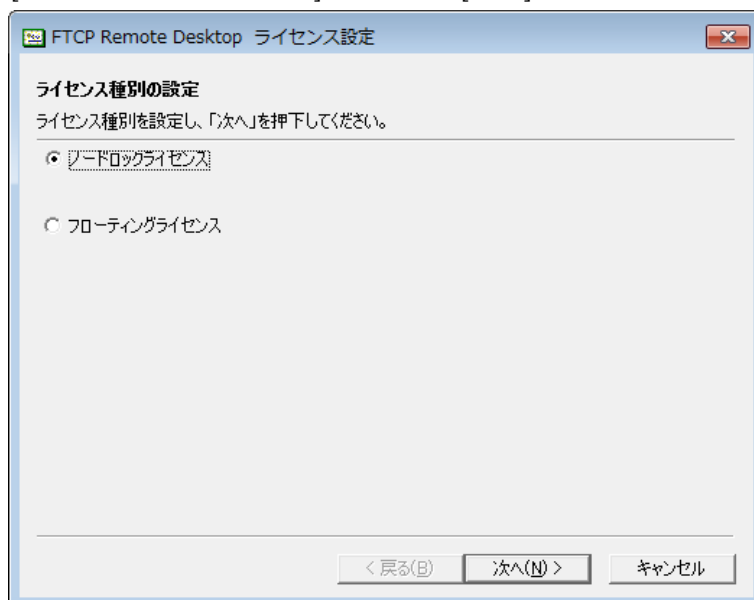 FTCP Remote Desktop ライセンス設定
ライセンス種別の設定
ライセンス種別を設定し、「次へ」を押下してください。
ノードロックライセンス
フローティングライセンス
< 戻る(B)
次へ(N) >
キャンセル